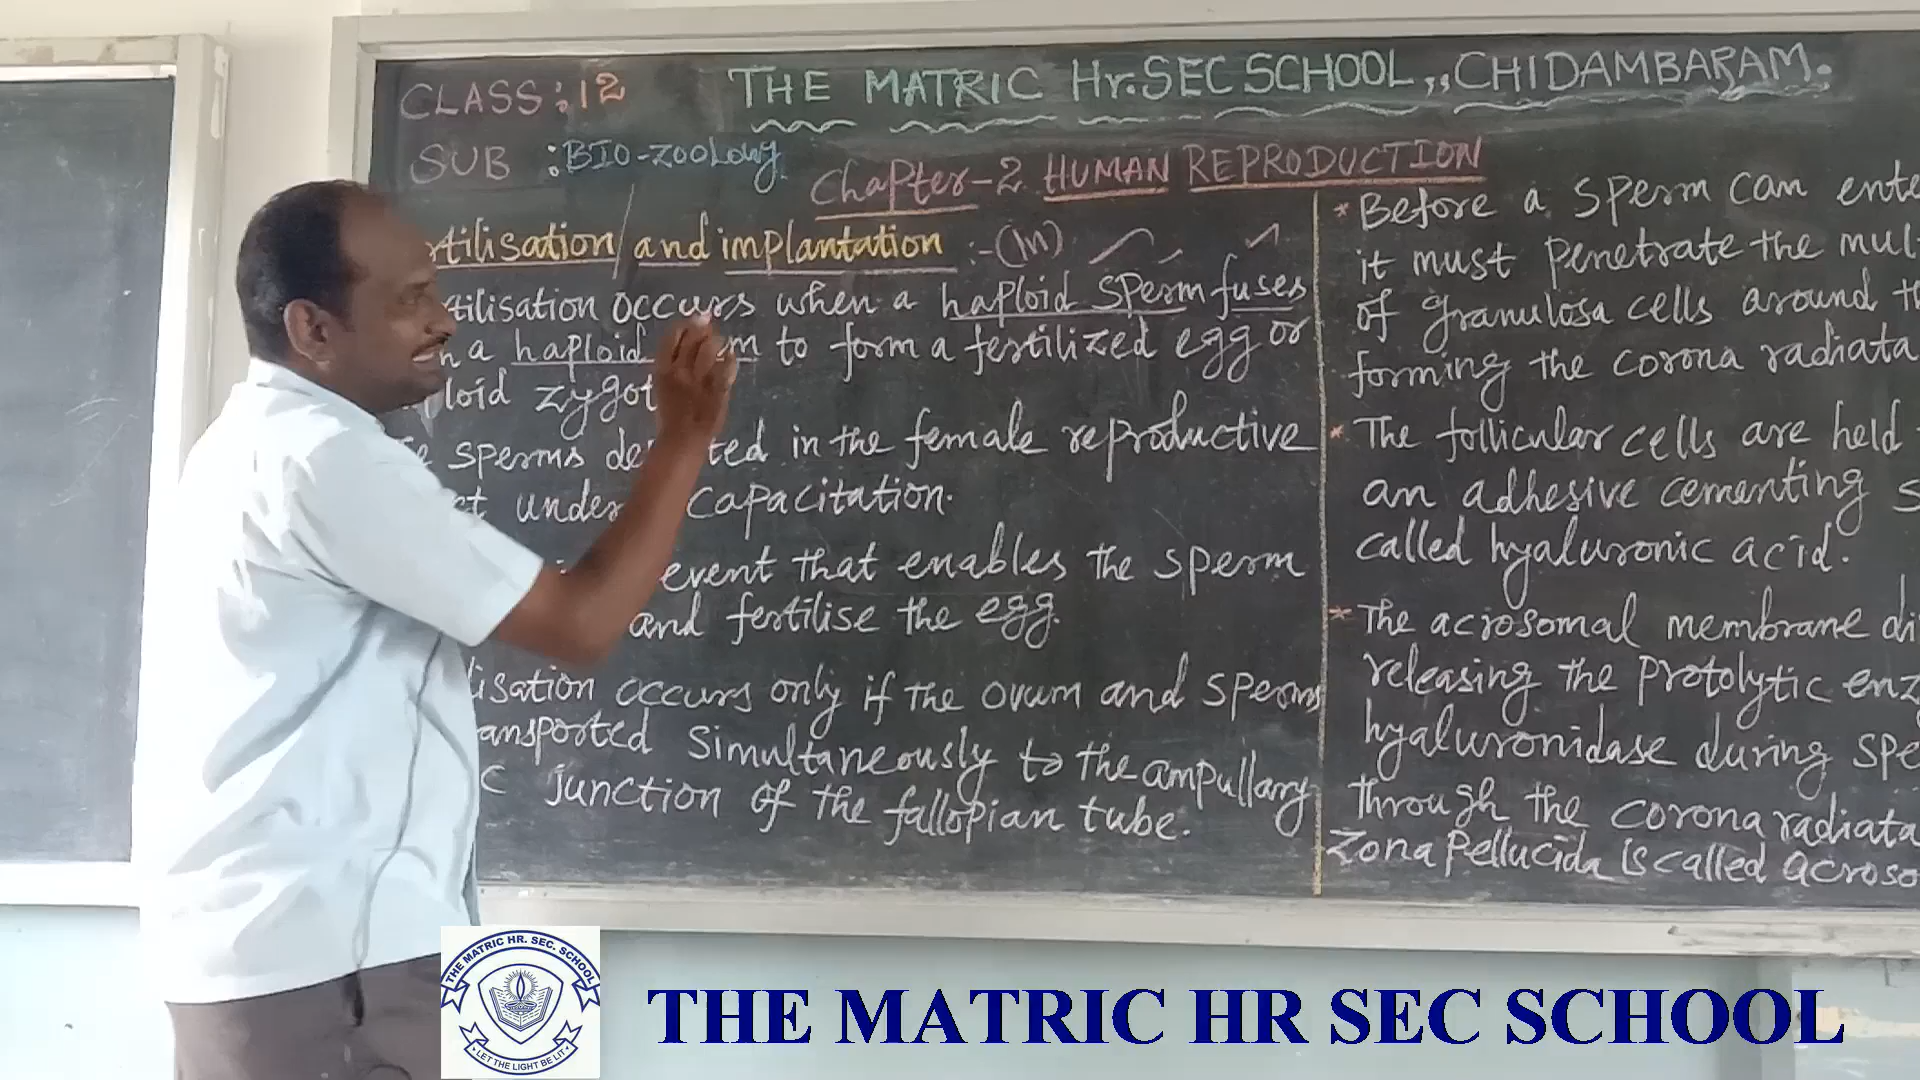 CLASS:12
THE MATRIC Hr.SEC SCHOOL,, CHIDAMBARAM.
SUB :BIO-ZOOLOgy
Chapter-2 HUMAN REPRODUCTION
rtilisation and implantation :-(1m)
tilisation occurs when a haploid sperm fuses
n a haploid to form a fertilized egg or
loid zygot
sperms de ted in the female reproductive
ct under capacitation.
event that enables the sperm
and fertilise the egg.
lisation occurs only if the ovum and sperms
ansported simultaneously to the ampullary
c junction of the fallopian tube.
* Before a sperm can ente
it must penetrate the mul
of granulosa cells around th
forming the corona radiata
* The follicular cells are held
an adhesive cementing s
called hyaluronic acid.
* The acrosomal membrane di
releasing the protolytic enz
hyaluronidase during spe
through the corona radiata
zona pellucida is called acroso
THE MATRIC HR. SEC. SCHOOL
LET THE LIGHT BE LIT
THE MATRIC HR SEC SCHOOL